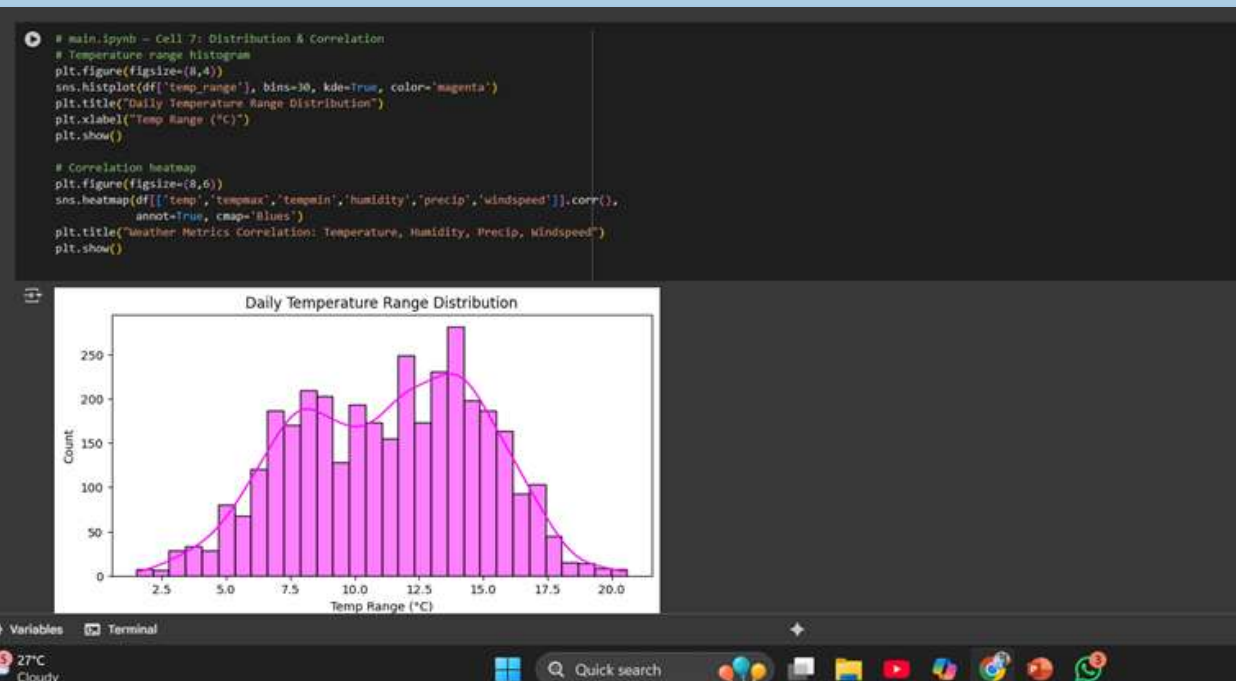 # main.ipynb — Cell 7: Distribution & Correlation
# Temperature range histogram
plt.figure(figsize=(8,4))
sns.histplot(df['temp_range'], bins=30, kde=True, color='magenta')
plt.title("Daily Temperature Range Distribution")
plt.xlabel("Temp Range (°C)")
plt.show()
# Correlation heatmap
plt.figure(figsize=(8,6))
sns.heatmap(df[['temp','tempmax','tempmin','humidity','precip','windspeed']].corr(),
annot=True, cmap='Blues')
plt.title("Weather Metrics Correlation: Temperature, Humidity, Precip, Windspeed")
plt.show()
Daily Temperature Range Distribution
250
200
150
100
50
0
Count
2.5 5.0 7.5 10.0 12.5 15.0 17.5 20.0
Temp Range (°C)
Variables Terminal
27°C
Cloudy
Quick search
3